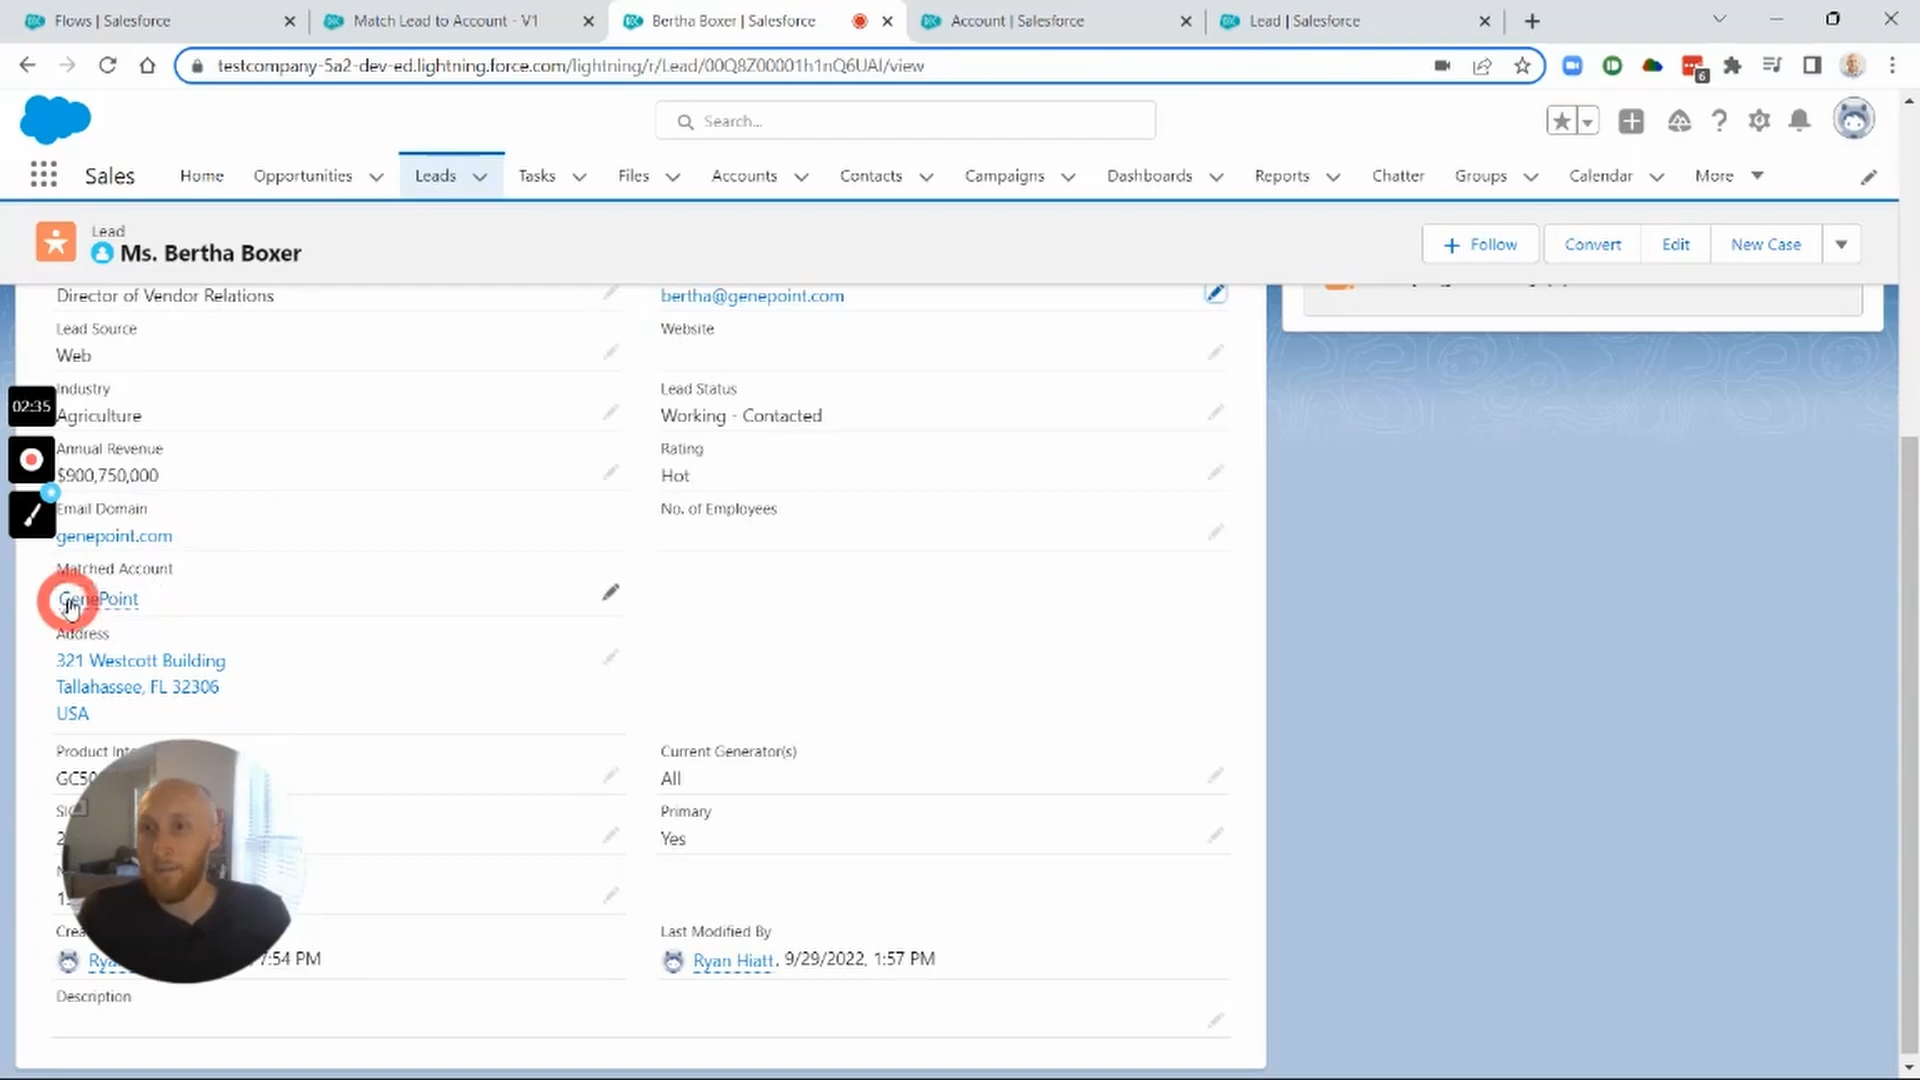 Flows | Salesforce
Match Lead to Account - V1
Bertha Boxer | Salesforce
Account | Salesforce
Lead | Salesforce
testcompany-5a2-dev-ed.lightning.force.com/lightning/r/Lead/00Q8Z00001h1nQ6UAI/view
6
Search...
Sales
Home
Opportunities
Leads
Tasks
Files
Accounts
Contacts
Campaigns
Dashboards
Reports
Chatter
Groups
Calendar
More
Lead
Ms. Bertha Boxer
Follow
Convert
Edit
New Case
Director of Vendor Relations
bertha@genepoint.com
Lead Source
Web
Website
Industry
Agriculture
Lead Status
Working - Contacted
02:35
Annual Revenue
$900,750,000
Rating
Hot
Email Domain
genepoint.com
No. of Employees
Matched Account
GenePoint
Address
321 Westcott Building
Tallahassee, FL 32306
USA
Product
Current Generator(s)
All
Primary
Yes
7:54 PM
Last Modified By
Ryan Hiatt, 9/29/2022, 1:57 PM
Description